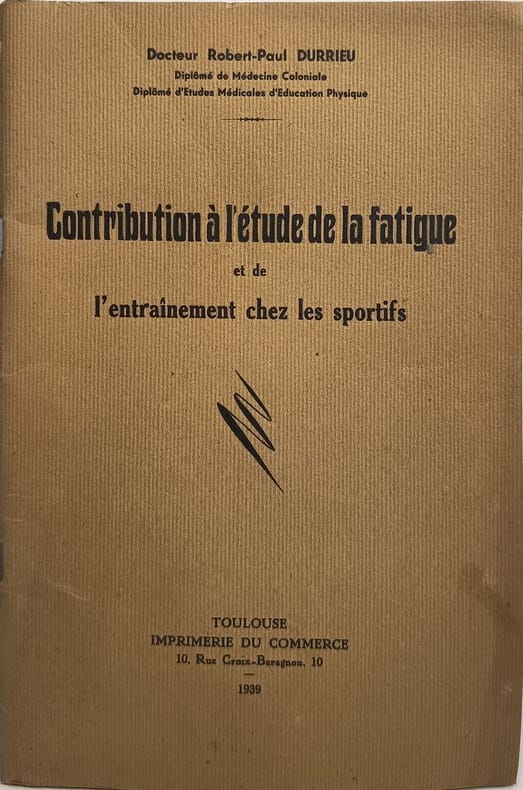 Docteur Robert-Paul DURRIEU
Diplômé de Médecine Coloniale
Diplômé d'Etudes Médicales d'Education Physique
Contribution à l'étude de la fatigue
et de
l'entraînement chez les sportifs
TOULOUSE
IMPRIMERIE DU COMMERCE
10, Rue Croix-Baragnon, 10
1939